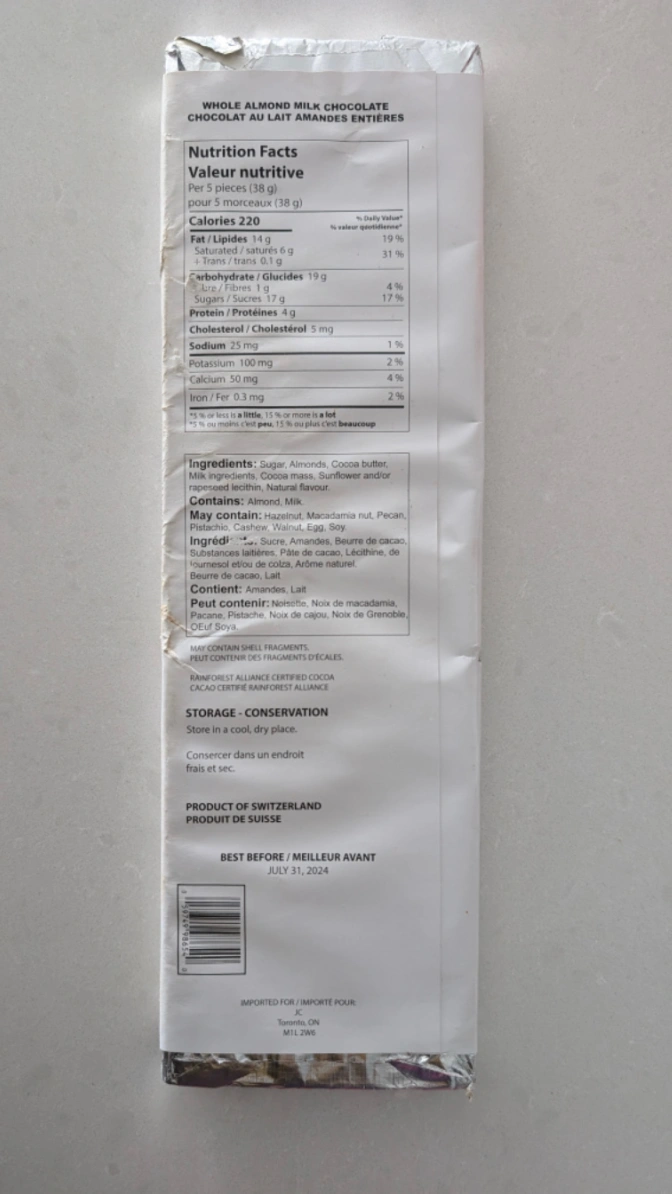 WHOLE ALMOND MILK CHOCOLATE
CHOCOLAT AU LAIT AMANDES ENTIÈRES
Nutrition Facts
Valeur nutritive
Per 5 pieces (38 g)
pour 5 morceaux (38 g)
Calories 220
% Daily Value*
% valeur quotidienne*
Fat / Lipides 14 g 19 %
Saturated / saturés 6 g
+ Trans / trans 0.1 g 31 %
Carbohydrate / Glucides 19 g
Fibres 1 g 4 %
Sugars / Sucres 17 g 17 %
Protein / Protéines 4 g
Cholesterol / Cholestérol 5 mg
Sodium 25 mg 1 %
Potassium 100 mg 2 %
Calcium 50 mg 4 %
Iron / Fer 0.3 mg 2 %
*5 % or less is a little, 15 % or more is a lot
*5 % ou moins c'est peu, 15 % ou plus c'est beaucoup
Ingredients: Sugar, Almonds, Cocoa butter,
Milk ingredients, Cocoa mass, Sunflower and/or
rapeseed lecithin, Natural flavour.
Contains: Almond, Milk.
May contain: Hazelnut, Macadamia nut, Pecan,
Pistachio, Cashew, Walnut, Egg, Soy.
Sucre, Amandes, Beurre de cacao,
Substances laitières, Pâte de cacao, Lécithine, de
tournesol et/ou de colza, Arôme naturel.
Beurre de cacao, Lait
Contient: Amandes, Lait
Peut contenir: Noisette, Noix de macadamia,
Pacane, Pistache, Noix de cajou, Noix de Grenoble,
OEuf Soya.
MAY CONTAIN SHELL FRAGMENTS.
PEUT CONTENIR DES FRAGMENTS D'ÉCALES.
RAINFOREST ALLIANCE CERTIFIED COCOA
CACAO CERTIFIÉ RAINFOREST ALLIANCE
STORAGE - CONSERVATION
Store in a cool, dry place.
Consercer dans un endroit
frais et sec.
PRODUCT OF SWITZERLAND
PRODUIT DE SUISSE
BEST BEFORE / MEILLEUR AVANT
JULY 31, 2024
IMPORTED FOR / IMPORTÉ POUR:
JC
Toronto, ON
M1L 2W6